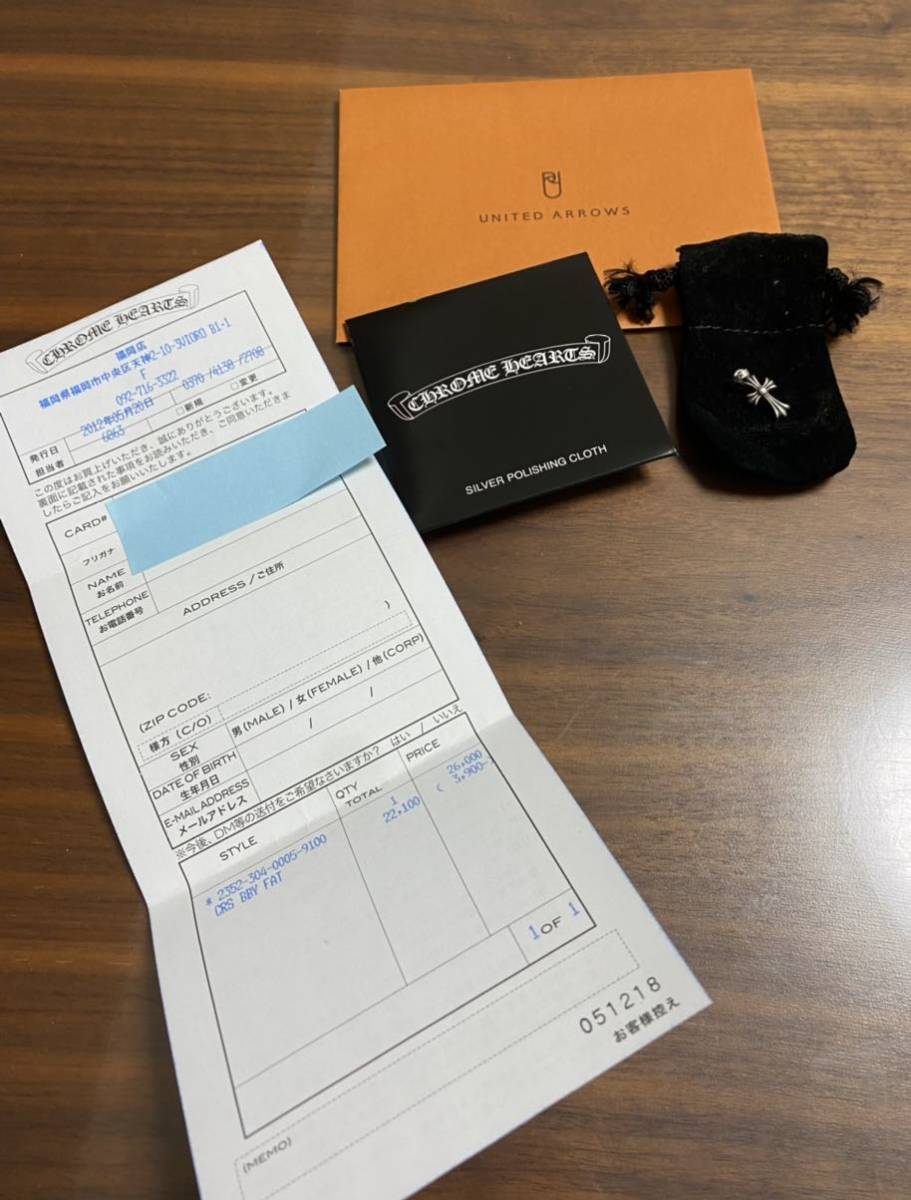 UNITED ARROWS
CHROME HEARTS
SILVER POLISHING CLOTH
CHROME HEARTS
福岡店
福岡県福岡市中央区天神2-10-3VIORO B1-1
F
092-716-3322
2012年05月20日
6863
発行日
担当者
□新規 □変更
この度はお買上げいただき、誠にありがとうございます。
裏面に記載された事項をお読みいただき、ご同意いただきま
したらご記入をお願いいたします。
CARD#
フリガナ
NAME
お名前
TELEPHONE
お電話番号
ADDRESS /ご住所
)
(ZIP CODE:
様方 (C/O)
SEX
性別
男(MALE) / 女(FEMALE) / 他(CORP)
DATE OF BIRTH
生年月日
/ /
E-MAIL ADDRESS
メールアドレス
※今後、DM等の送付をご希望なさいますか? はい / いいえ
STYLE
QTY
TOTAL
PRICE
* 2352-304-0005-9100
CRS BBY FAT
1
22,100
26,000
( 3,900-)
1 OF 1
051218
お客様控え
(MEMO)